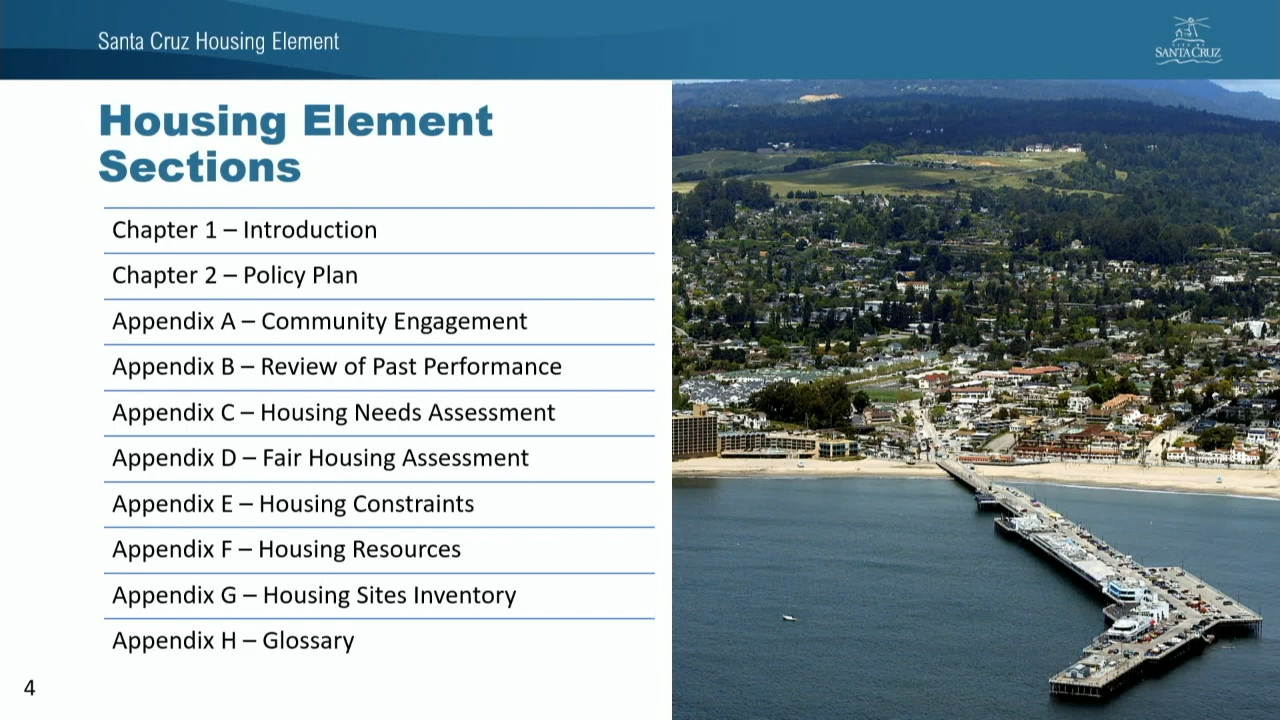 Santa Cruz Housing Element
CITY OF
SANTA CRUZ
Housing Element
Sections
Chapter 1 – Introduction
Chapter 2 – Policy Plan
Appendix A – Community Engagement
Appendix B – Review of Past Performance
Appendix C – Housing Needs Assessment
Appendix D – Fair Housing Assessment
Appendix E – Housing Constraints
Appendix F – Housing Resources
Appendix G – Housing Sites Inventory
Appendix H – Glossary
4